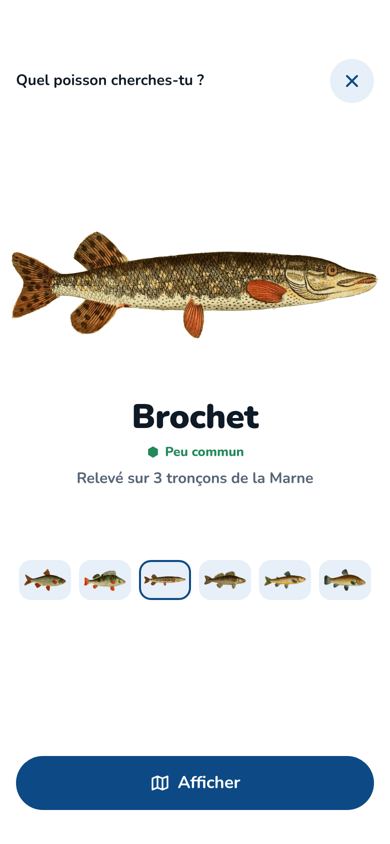 Quel poisson cherches-tu ?
Brochet
Peu commun
Relevé sur 3 tronçons de la Marne
Afficher